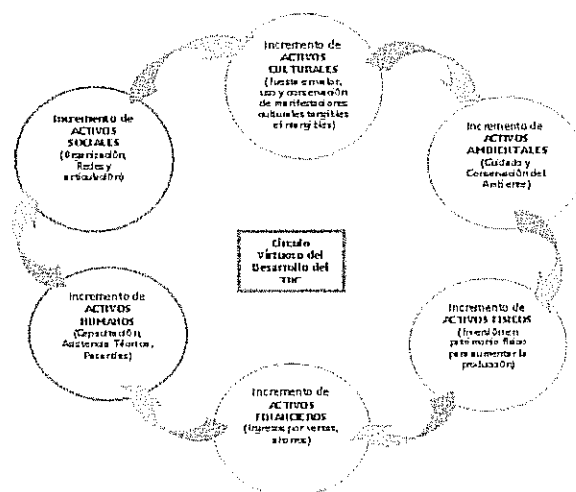 Incremento de
ACTIVOS
CULTURALES
(Puesta en valor,
uso y conservación
de manifestaciones
culturales tangibles
e intangibles)
Incremento de
ACTIVOS
AMBIENTALES
(Cuidado y
Conservación del
Ambiente)
Incremento de
ACTIVOS FISICOS
(Inversión en
patrimonio físico
para aumentar la
producción)
Incremento de
ACTIVOS
FINANCIEROS
(Ingresos por ventas,
ahorros)
Incremento de
ACTIVOS
HUMANOS
(Capacitación,
Asistencia Técnica,
Pasantías)
Incremento de
ACTIVOS
SOCIALES
(Organización,
Redes y
articulación)
Círculo
Virtuoso del
Desarrollo del